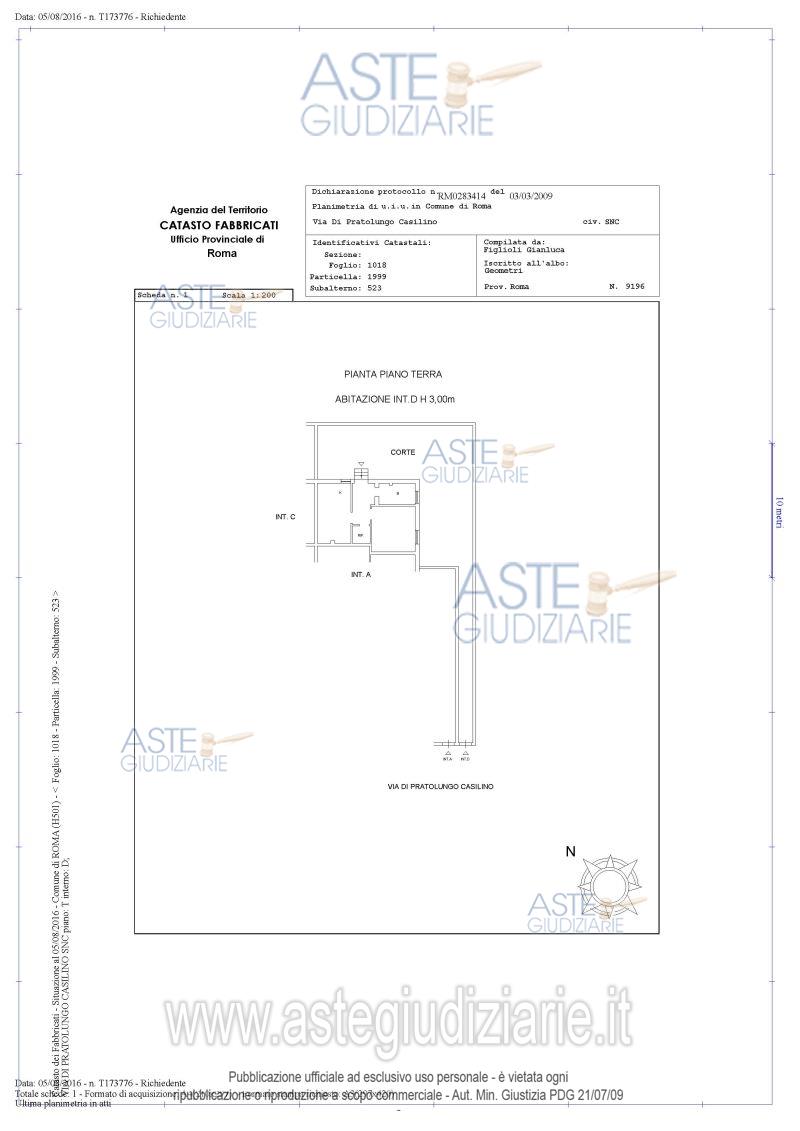 Data: 05/08/2016 - n. T173776 - Richiedente
ASTE
GIUDIZIARIE
Agenzia del Territorio
CATASTO FABBRICATI
Ufficio Provinciale di
Roma
Dichiarazione protocollo n. RM0283414 del 03/03/2009
Planimetria di u.i.u. in Comune di Roma
Via Di Pratolungo Casilino civ. SNC
Identificativi Catastali:
Sezione:
Foglio: 1018
Particella: 1999
Subalterno: 523
Compilata da:
Figlioli Gianluca
Iscritto all'albo:
Geometri
Prov. Roma N. 9196
Scheda n. 1 Scala 1:200
ASTE
GIUDIZIARIE
PIANTA PIANO TERRA
ABITAZIONE INT.D H 3,00m
CORTE
ASTE
GIUDIZIARIE
K
B
INT. C
RIP.
INT. A
10 metri
ASTE
GIUDIZIARIE
ASTE
GIUDIZIARIE
INT.A INT.D
VIA DI PRATOLUNGO CASILINO
N
ASTE
GIUDIZIARIE
Catasto dei Fabbricati - Situazione al 05/08/2016 - Comune di ROMA (H501) - < Foglio: 1018 - Particella: 1999 - Subalterno: 523 >
VIA DI PRATOLUNGO CASILINO SNC piano: T interno: D;
www.astegiudiziarie.it
Pubblicazione ufficiale ad esclusivo uso personale - è vietata ogni
ripubblicazione o riproduzione a scopo commerciale - Aut. Min. Giustizia PDG 21/07/09
Data: 05/08/2016 - n. T173776 - Richiedente
Totale schede: 1 - Formato di acquisizione:
Ultima planimetria in atti